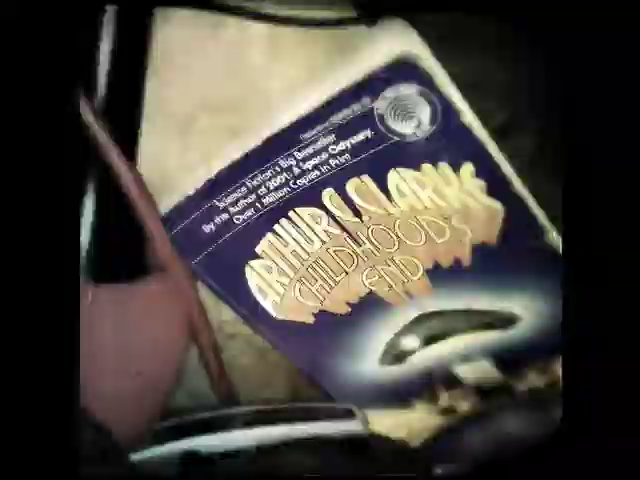 Science Fiction's Big Bestseller
By the author of 2001: A Space Odyssey.
Over 1 Million Copies in Print
ARTHUR C. CLARKE
CHILDHOOD'S
END